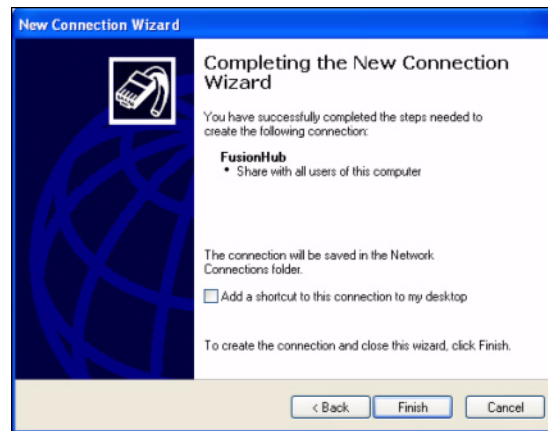 New Connection Wizard
Completing the New Connection
Wizard
You have successfully completed the steps needed to
create the following connection:
FusionHub
• Share with all users of this computer
The connection will be saved in the Network
Connections folder.
Add a shortcut to this connection to my desktop
To create the connection and close this wizard, click Finish.
< Back Finish Cancel